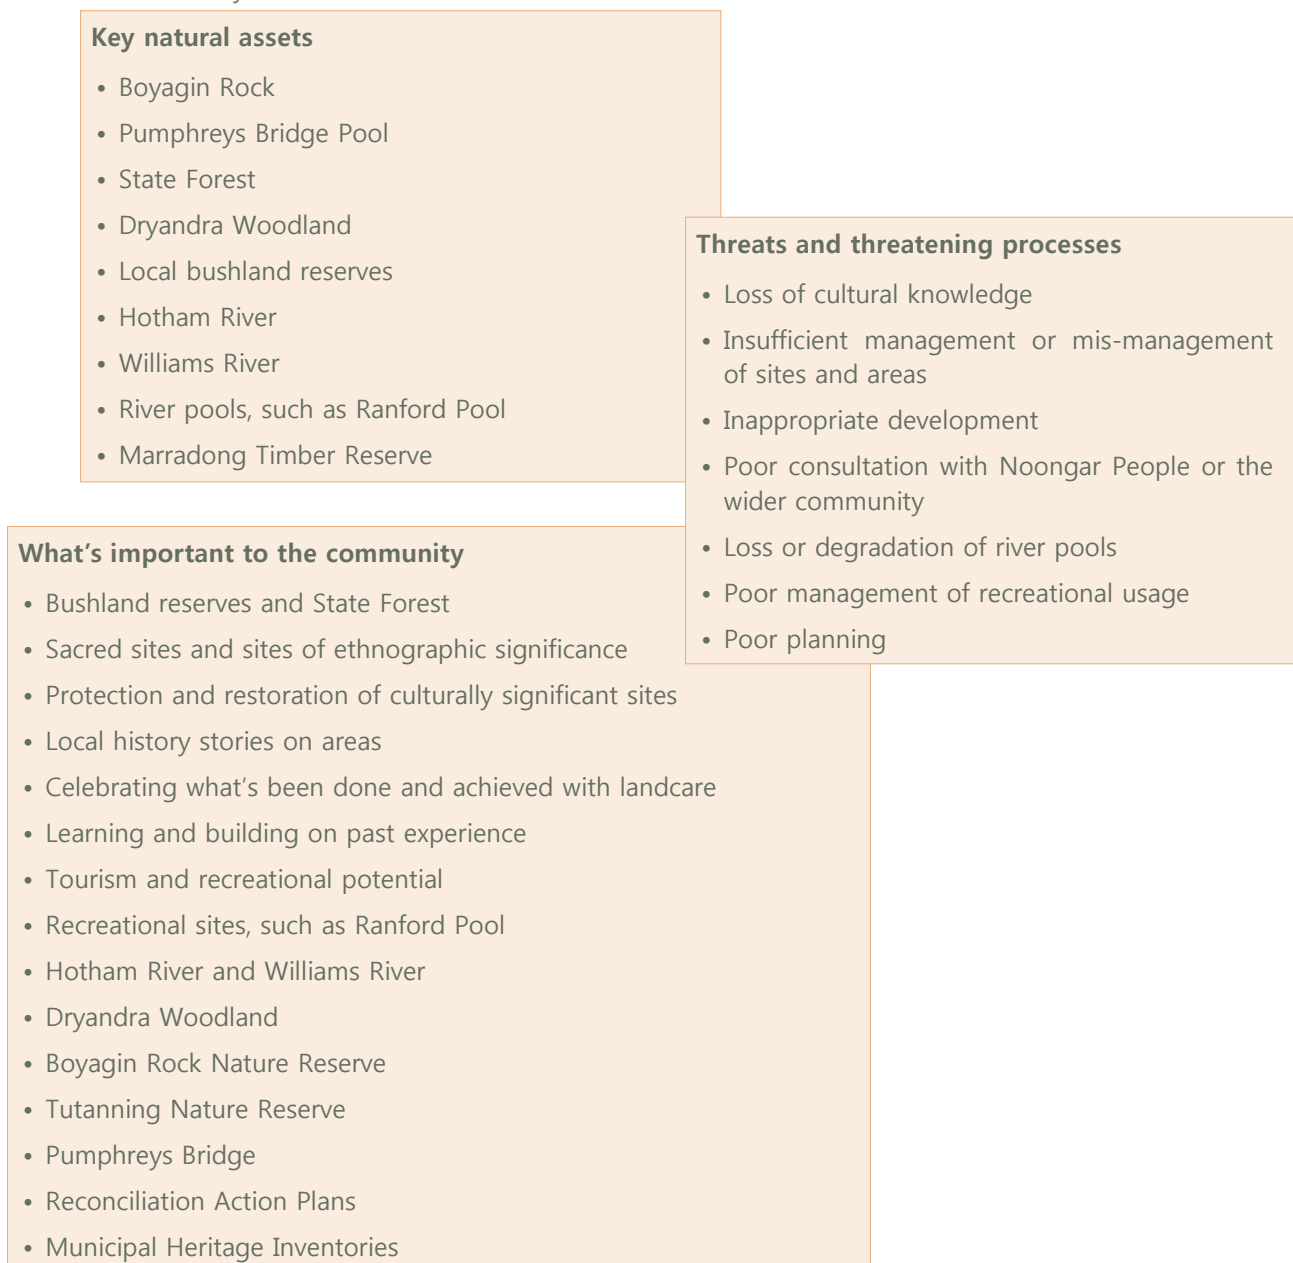 Key natural assets
• Boyagin Rock
• Pumphreys Bridge Pool
• State Forest
• Dryandra Woodland
• Local bushland reserves
• Hotham River
• Williams River
• River pools, such as Ranford Pool
• Marradong Timber Reserve
Threats and threatening processes
• Loss of cultural knowledge
• Insufficient management or mis-management
of sites and areas
• Inappropriate development
• Poor consultation with Noongar People or the
wider community
• Loss or degradation of river pools
• Poor management of recreational usage
• Poor planning
What’s important to the community
• Bushland reserves and State Forest
• Sacred sites and sites of ethnographic significance
• Protection and restoration of culturally significant sites
• Local history stories on areas
• Celebrating what’s been done and achieved with landcare
• Learning and building on past experience
• Tourism and recreational potential
• Recreational sites, such as Ranford Pool
• Hotham River and Williams River
• Dryandra Woodland
• Boyagin Rock Nature Reserve
• Tutanning Nature Reserve
• Pumphreys Bridge
• Reconciliation Action Plans
• Municipal Heritage Inventories